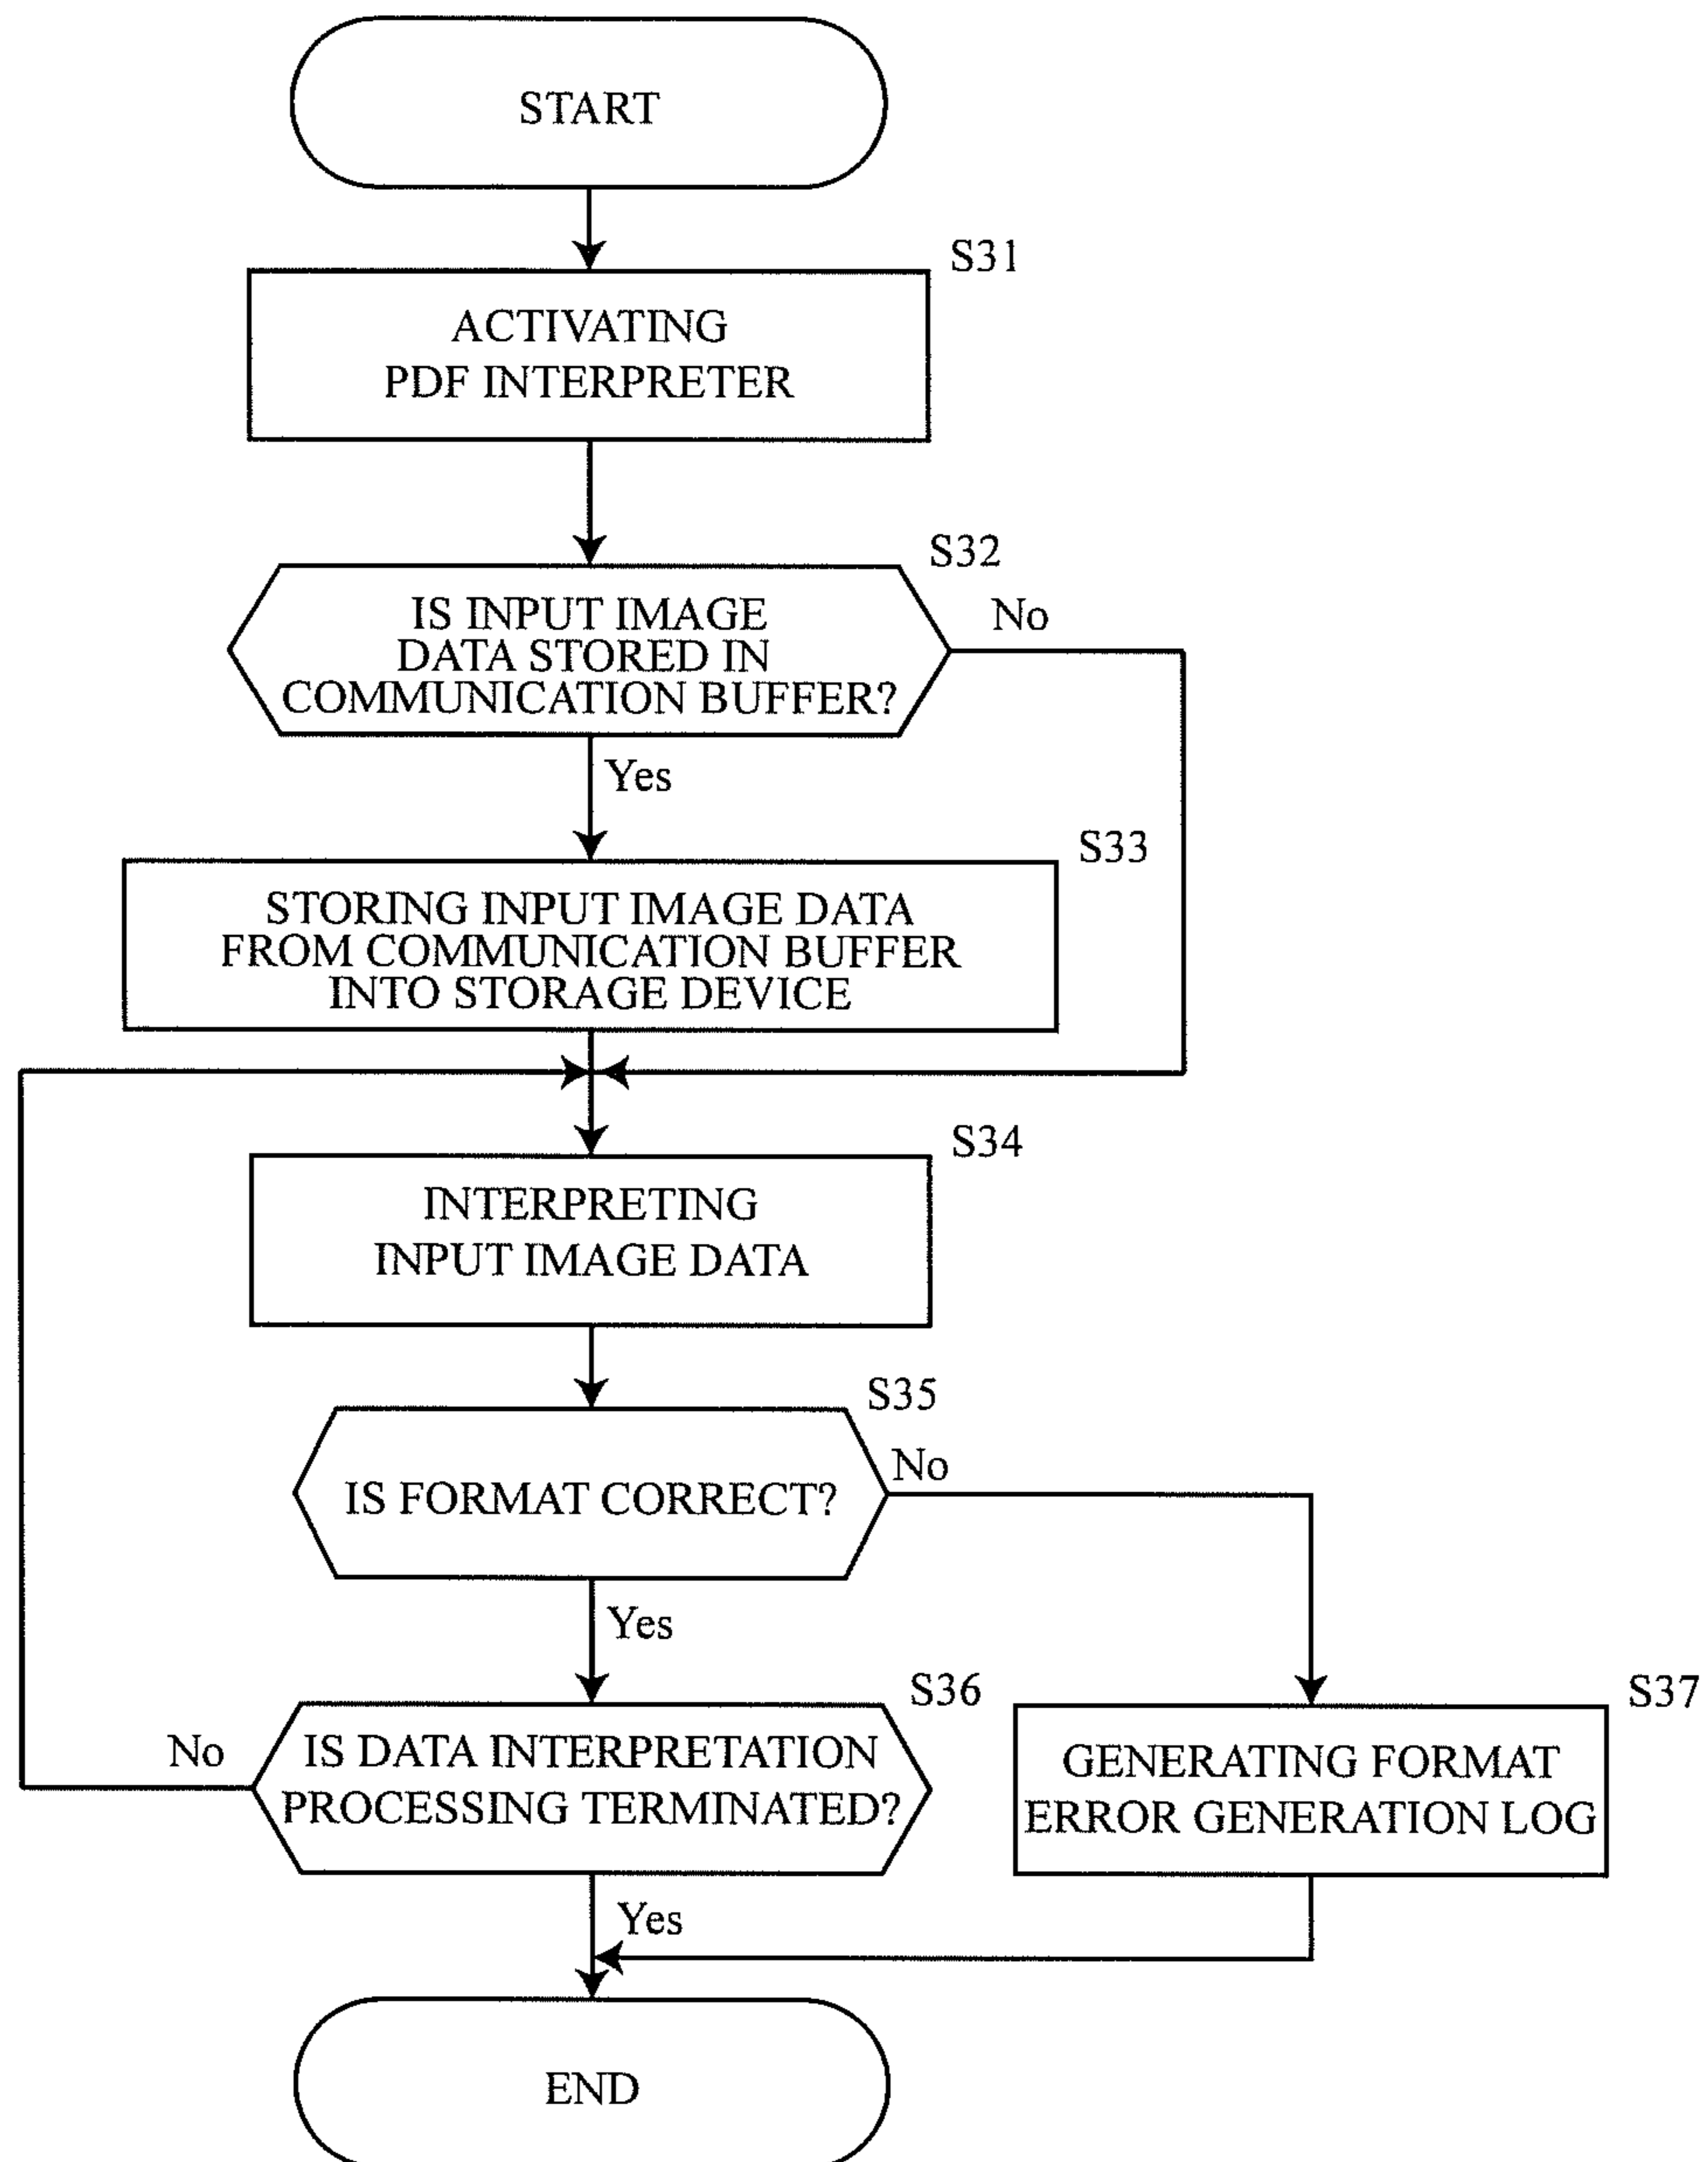 START
S31
ACTIVATING
PDF INTERPRETER
S32
IS INPUT IMAGE
DATA STORED IN
COMMUNICATION BUFFER?
No
Yes
S33
STORING INPUT IMAGE DATA
FROM COMMUNICATION BUFFER
INTO STORAGE DEVICE
S34
INTERPRETING
INPUT IMAGE DATA
S35
IS FORMAT CORRECT?
No
Yes
S36
IS DATA INTERPRETATION
PROCESSING TERMINATED?
No
Yes
S37
GENERATING FORMAT
ERROR GENERATION LOG
END